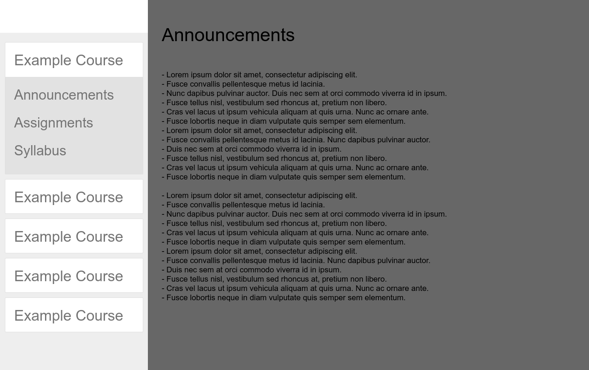 Example Course
Announcements
Assignments
Syllabus
Example Course
Example Course
Example Course
Example Course
Announcements
- Lorem ipsum dolor sit amet, consectetur adipiscing elit.
- Fusce convallis pellentesque metus id lacinia.
- Nunc dapibus pulvinar auctor. Duis nec sem at orci commodo viverra id in ipsum.
- Fusce tellus nisl, vestibulum sed rhoncus at, pretium non libero.
- Cras vel lacus ut ipsum vehicula aliquam at quis urna. Nunc ac ornare ante.
- Fusce lobortis neque in diam vulputate quis semper sem elementum.
- Lorem ipsum dolor sit amet, consectetur adipiscing elit.
- Fusce convallis pellentesque metus id lacinia. Nunc dapibus pulvinar auctor.
- Duis nec sem at orci commodo viverra id in ipsum.
- Fusce tellus nisl, vestibulum sed rhoncus at, pretium non libero.
- Cras vel lacus ut ipsum vehicula aliquam at quis urna. Nunc ac ornare ante.
- Fusce lobortis neque in diam vulputate quis semper sem elementum.
- Lorem ipsum dolor sit amet, consectetur adipiscing elit.
- Fusce convallis pellentesque metus id lacinia.
- Nunc dapibus pulvinar auctor. Duis nec sem at orci commodo viverra id in ipsum.
- Fusce tellus nisl, vestibulum sed rhoncus at, pretium non libero.
- Cras vel lacus ut ipsum vehicula aliquam at quis urna. Nunc ac ornare ante.
- Fusce lobortis neque in diam vulputate quis semper sem elementum.
- Lorem ipsum dolor sit amet, consectetur adipiscing elit.
- Fusce convallis pellentesque metus id lacinia. Nunc dapibus pulvinar auctor.
- Duis nec sem at orci commodo viverra id in ipsum.
- Fusce tellus nisl, vestibulum sed rhoncus at, pretium non libero.
- Cras vel lacus ut ipsum vehicula aliquam at quis urna. Nunc ac ornare ante.
- Fusce lobortis neque in diam vulputate quis semper sem elementum.